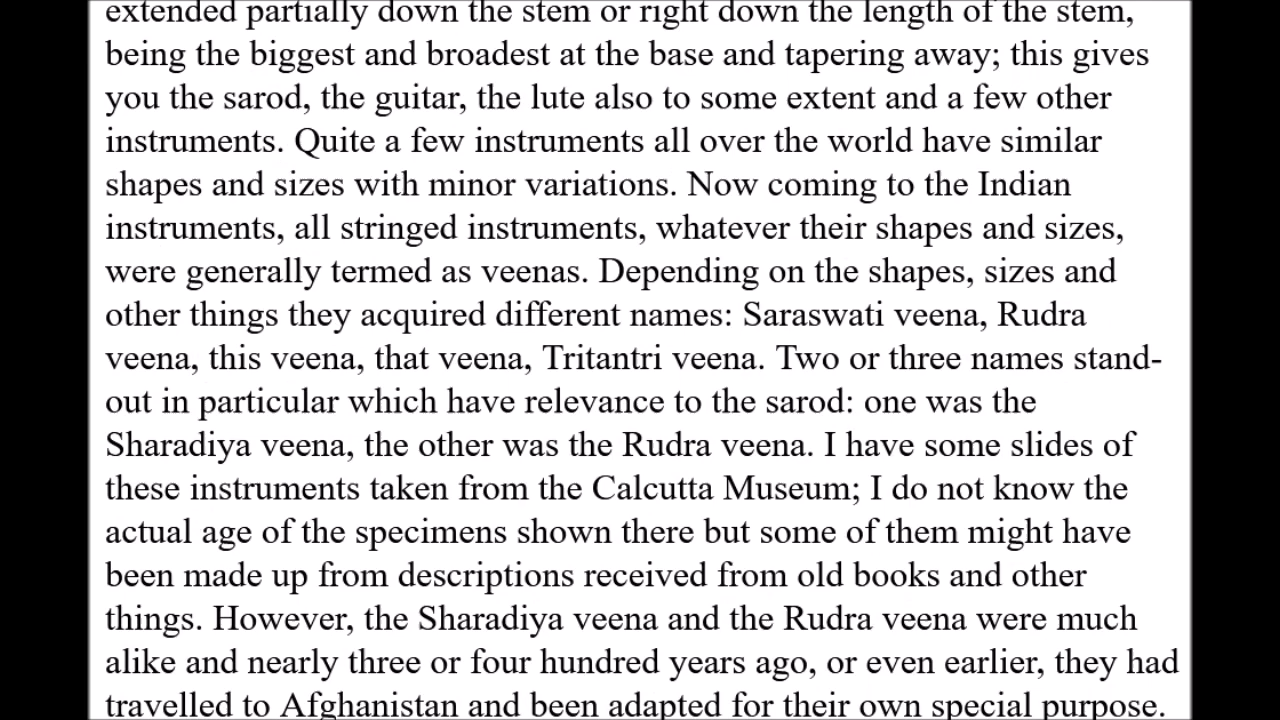 extended partially down the stem or right down the length of the stem,
being the biggest and broadest at the base and tapering away; this gives
you the sarod, the guitar, the lute also to some extent and a few other
instruments. Quite a few instruments all over the world have similar
shapes and sizes with minor variations. Now coming to the Indian
instruments, all stringed instruments, whatever their shapes and sizes,
were generally termed as veenas. Depending on the shapes, sizes and
other things they acquired different names: Saraswati veena, Rudra
veena, this veena, that veena, Tritantri veena. Two or three names stand-
out in particular which have relevance to the sarod: one was the
Sharadiya veena, the other was the Rudra veena. I have some slides of
these instruments taken from the Calcutta Museum; I do not know the
actual age of the specimens shown there but some of them might have
been made up from descriptions received from old books and other
things. However, the Sharadiya veena and the Rudra veena were much
alike and nearly three or four hundred years ago, or even earlier, they had
travelled to Afghanistan and been adapted for their own special purpose.